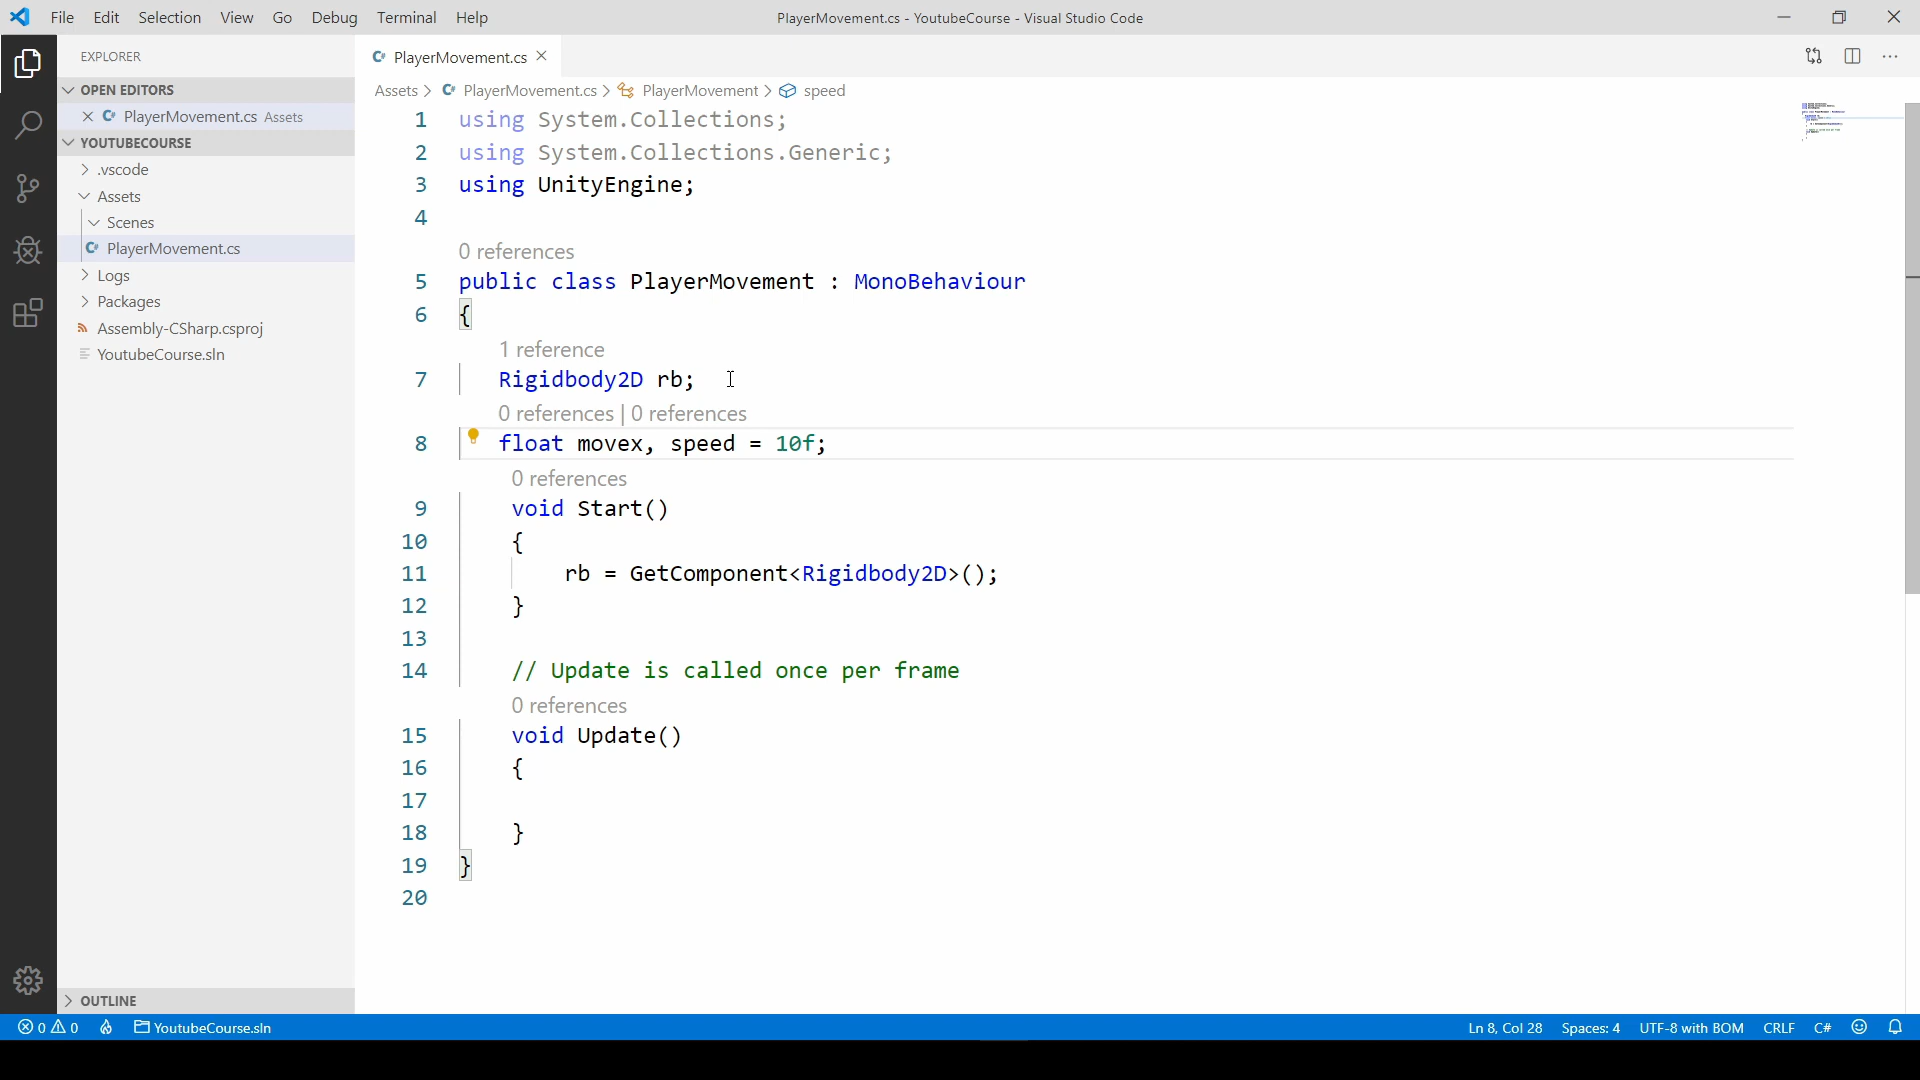 File Edit Selection View Go Debug Terminal Help
PlayerMovement.cs - YoutubeCourse - Visual Studio Code
EXPLORER
OPEN EDITORS
PlayerMovement.cs Assets
YOUTUBECOURSE
.vscode
Assets
Scenes
PlayerMovement.cs
Logs
Packages
Assembly-CSharp.csproj
YoutubeCourse.sln
OUTLINE
PlayerMovement.cs
Assets > PlayerMovement.cs > PlayerMovement > speed
1 using System.Collections;
2 using System.Collections.Generic;
3 using UnityEngine;
4
0 references
5 public class PlayerMovement : MonoBehaviour
6 {
1 reference
7 Rigidbody2D rb;
0 references | 0 references
8 float movex, speed = 10f;
0 references
9 void Start()
10 {
11 rb = GetComponent<Rigidbody2D>();
12 }
13
14 // Update is called once per frame
0 references
15 void Update()
16 {
17
18 }
19 }
20
0 0 YoutubeCourse.sln
Ln 8, Col 28 Spaces: 4 UTF-8 with BOM CRLF C#